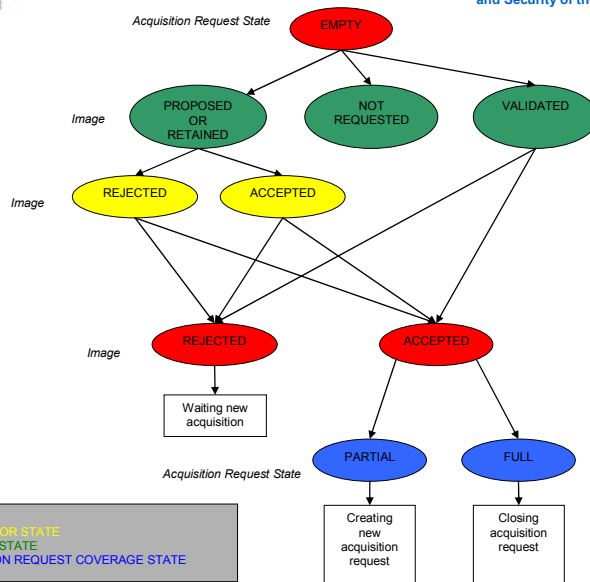 and Security of the
Acquisition Request State
EMPTY
Image
PROPOSED
OR
RETAINED
NOT
REQUESTED
VALIDATED
Image
REJECTED
ACCEPTED
Image
REJECTED
ACCEPTED
Waiting new
acquisition
Acquisition Request State
PARTIAL
FULL
Creating
new
acquisition
request
Closing
acquisition
request
OR STATE
STATE
ON REQUEST COVERAGE STATE